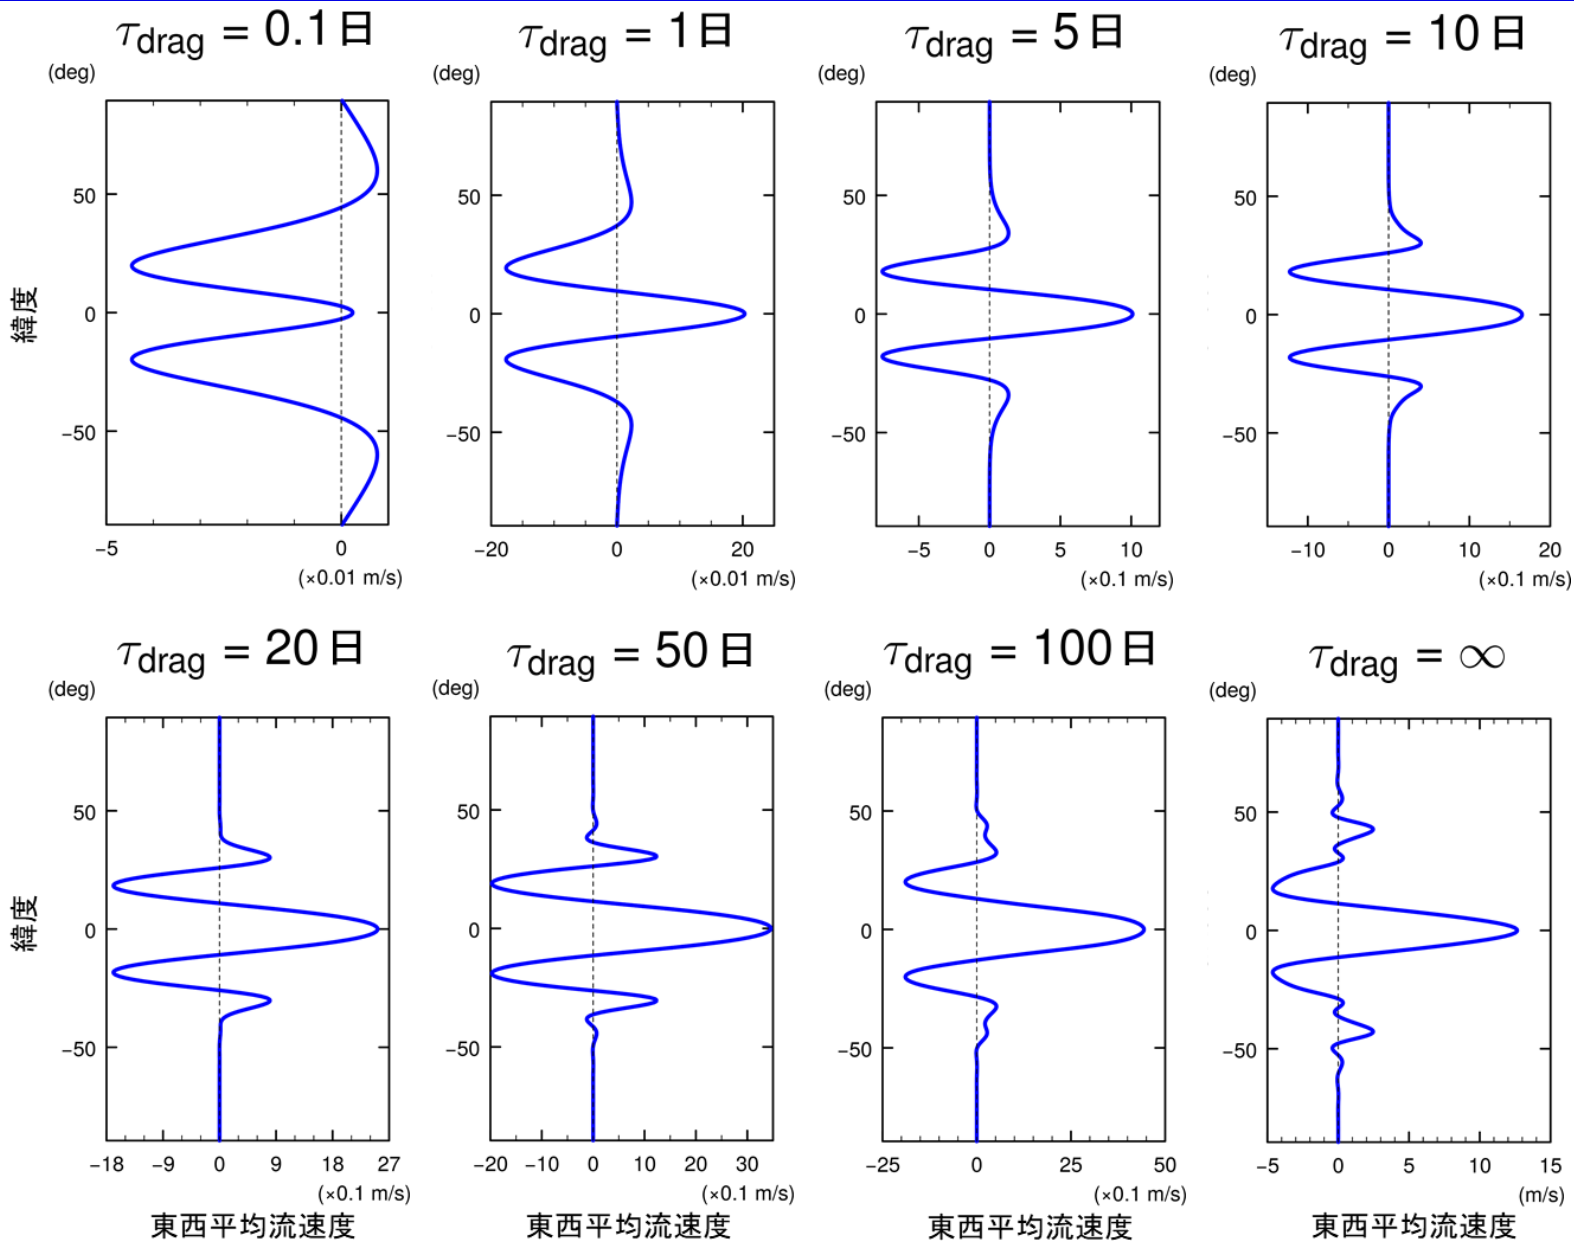 τdrag = 0.1日
τdrag = 1日
τdrag = 5日
τdrag = 10日
(deg)
(deg)
(deg)
(deg)
50
0
−50
50
0
−50
50
0
−50
50
0
−50
緯度
−5 0
−20 0 20
−5 0 5 10
−10 0 10 20
(×0.01 m/s)
(×0.01 m/s)
(×0.1 m/s)
(×0.1 m/s)
τdrag = 20日
τdrag = 50日
τdrag = 100日
τdrag = ∞
(deg)
(deg)
(deg)
(deg)
50
0
−50
50
0
−50
50
0
−50
50
0
−50
緯度
−18 −9 0 9 18 27
−20 −10 0 10 20 30
−25 0 25 50
−5 0 5 10 15
(×0.1 m/s)
(×0.1 m/s)
(×0.1 m/s)
(m/s)
東西平均流速度
東西平均流速度
東西平均流速度
東西平均流速度